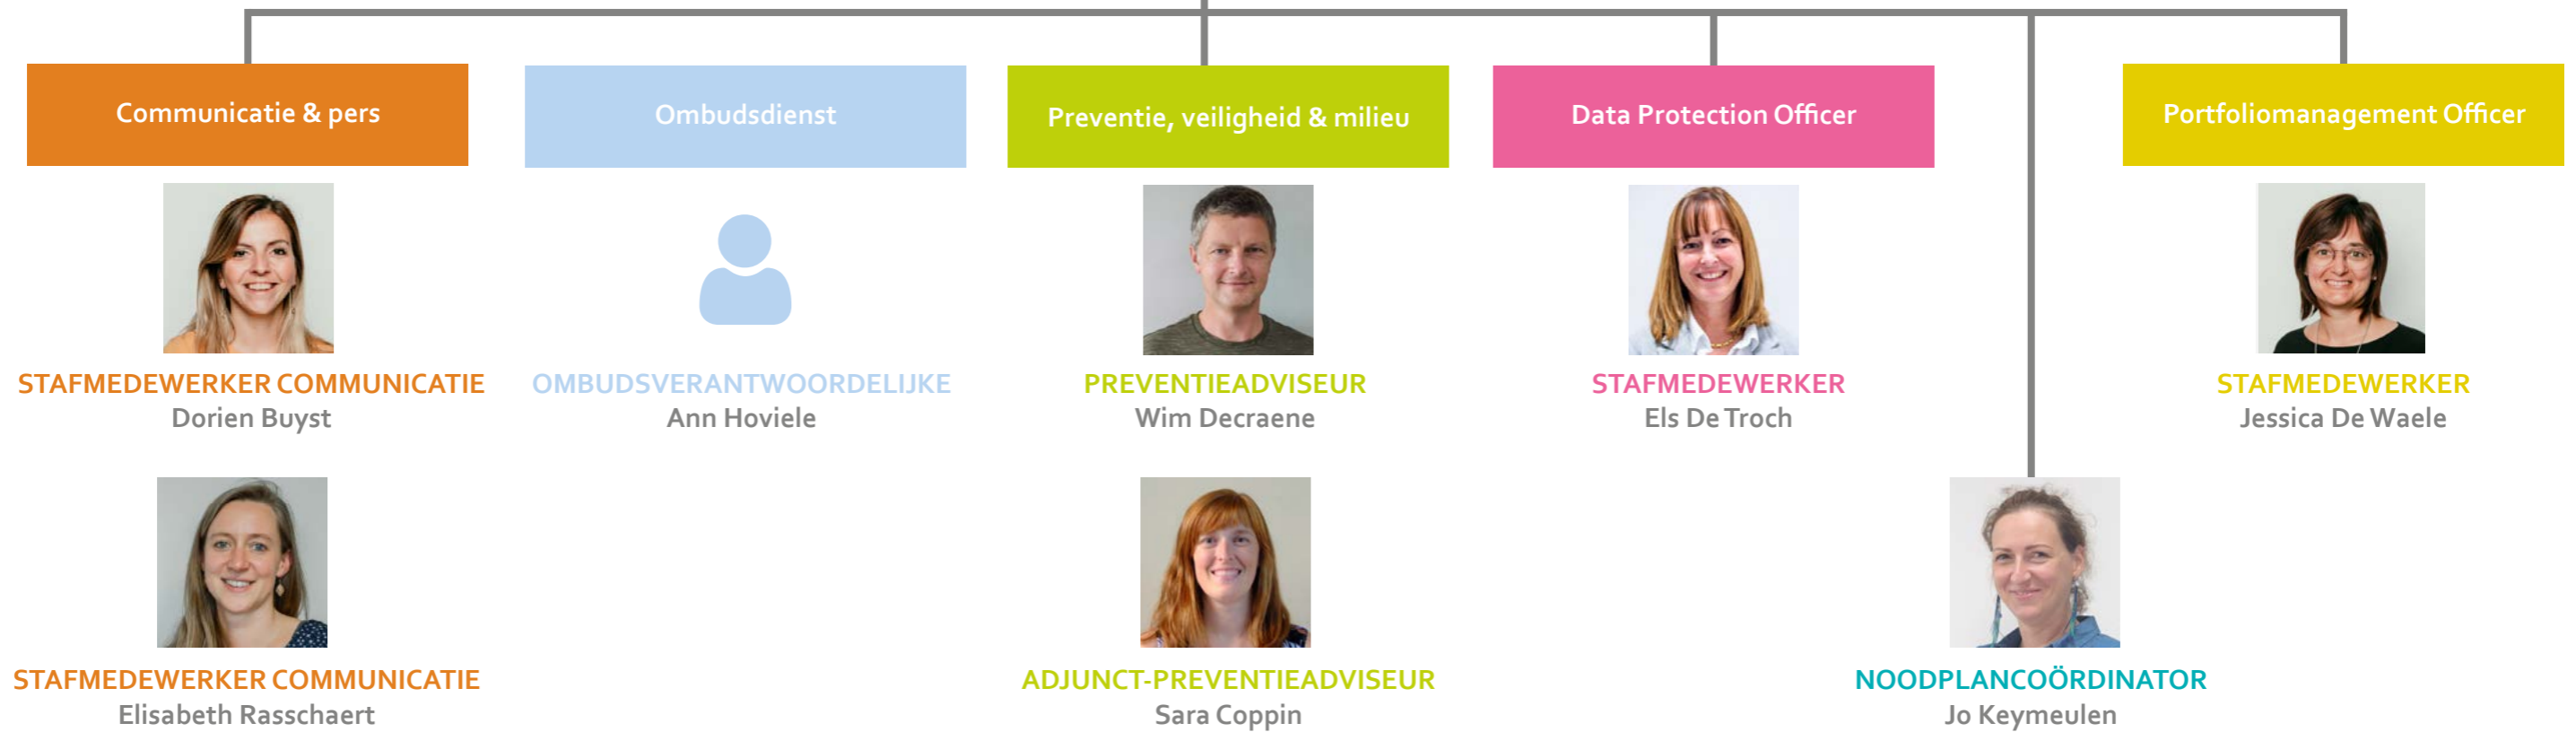 Communicatie & pers
Ombudsdienst
Preventie, veiligheid & milieu
Data Protection Officer
Portfoliomanagement Officer
STAFMEDEWERKER COMMUNICATIE
Dorien Buyst
OMBUDSVERANTWOORDELIJKE
Ann Hoviele
PREVENTIEADVISEUR
Wim Decraene
STAFMEDEWERKER
Els De Troch
STAFMEDEWERKER
Jessica De Waele
STAFMEDEWERKER COMMUNICATIE
Elisabeth Rasschaert
ADJUNCT-PREVENTIEADVISEUR
Sara Coppin
NOODPLANCOÖRDINATOR
Jo Keymeulen